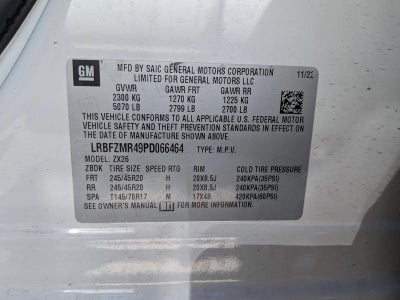 GM
MFD BY SAIC GENERAL MOTORS CORPORATION
LIMITED FOR GENERAL MOTORS LLC
11/22
GVWR GAWR FRT GAWR RR
2300 KG 1270 KG 1225 KG
5070 LB 2799 LB 2700 LB
THIS VEHICLE CONFORMS TO ALL APPLICABLE U.S. FEDERAL MOTOR
VEHICLE SAFETY AND THEFT PREVENTION STANDARDS IN EFFECT ON
THE DATE OF MANUFACTURE SHOWN ABOVE.
LRBFZMR49PD066464 TYPE: M.P.V.
MODEL: ZX26
ZBDK TIRE SIZE SPEED RTG RIM COLD TIRE PRESSURE
FRT 245/45R20 H 20X8.5J 240KPA(35PSI)
RR 245/45R20 H 20X8.5J 240KPA(35PSI)
SPA T145/70R17 M 17X4B 420KPA(60PSI)
SEE OWNER'S MANUAL FOR MORE INFORMATION